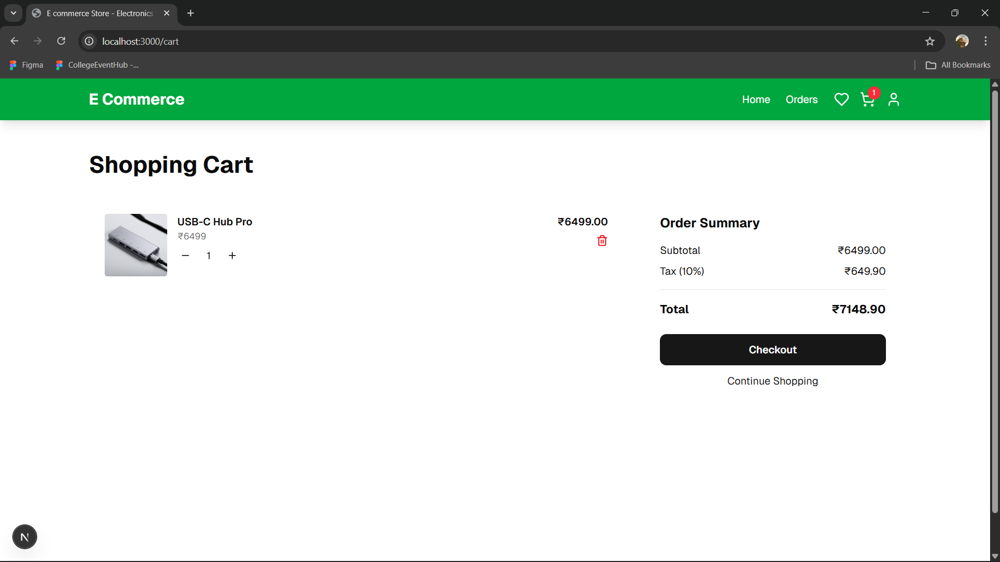 E commerce Store - Electronics
localhost:3000/cart
Figma
CollegeEventHub -...
All Bookmarks
E Commerce
Home
Orders
1
Shopping Cart
USB-C Hub Pro
₹6499
1
₹6499.00
Order Summary
Subtotal ₹6499.00
Tax (10%) ₹649.90
Total ₹7148.90
Checkout
Continue Shopping
N